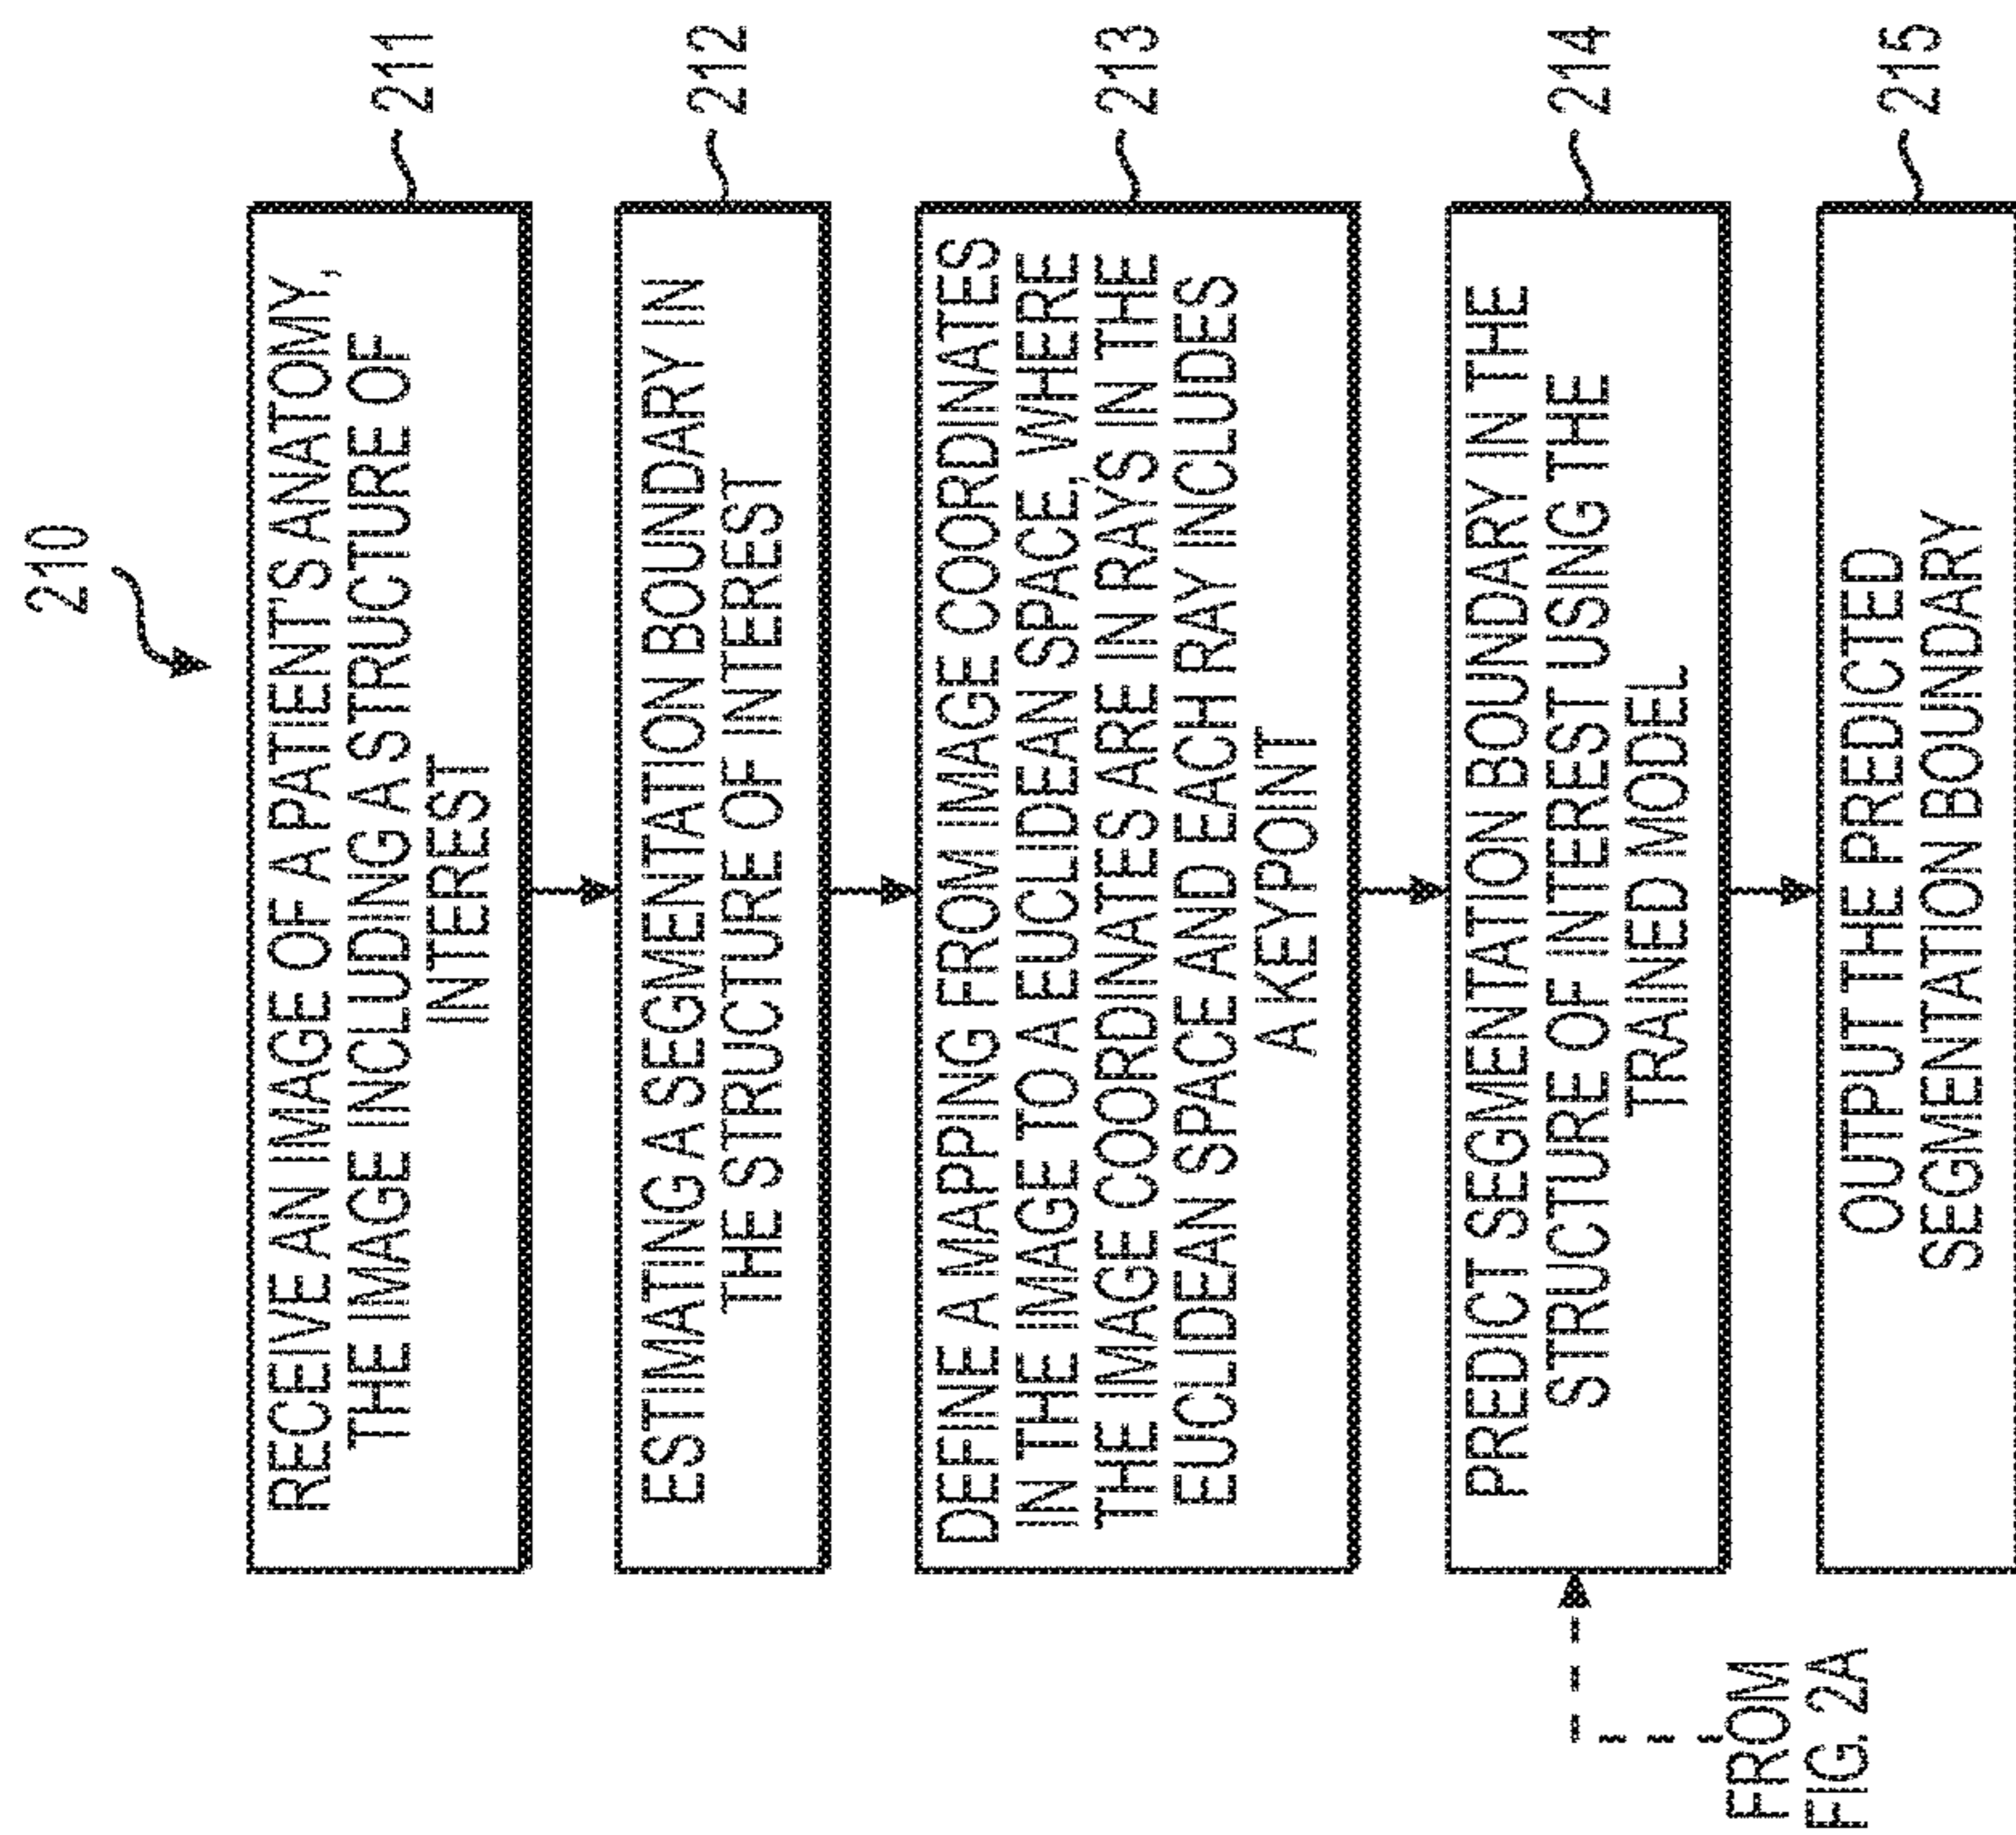 210
RECEIVE AN IMAGE OF A PATIENT'S ANATOMY,
THE IMAGE INCLUDING A STRUCTURE OF
INTEREST
211
ESTIMATING A SEGMENTATION BOUNDARY IN
THE STRUCTURE OF INTEREST
212
DEFINE A MAPPING FROM IMAGE COORDINATES
IN THE IMAGE TO A EUCLIDEAN SPACE, WHERE
THE IMAGE COORDINATES ARE IN RAYS IN THE
EUCLIDEAN SPACE AND EACH RAY INCLUDES
A KEYPOINT
213
PREDICT SEGMENTATION BOUNDARY IN THE
STRUCTURE OF INTEREST USING THE
TRANED MODEL
214
FROM
FIG. 2A
OUTPUT THE PREDICTED
SEGMENTATION BOUNDARY
215